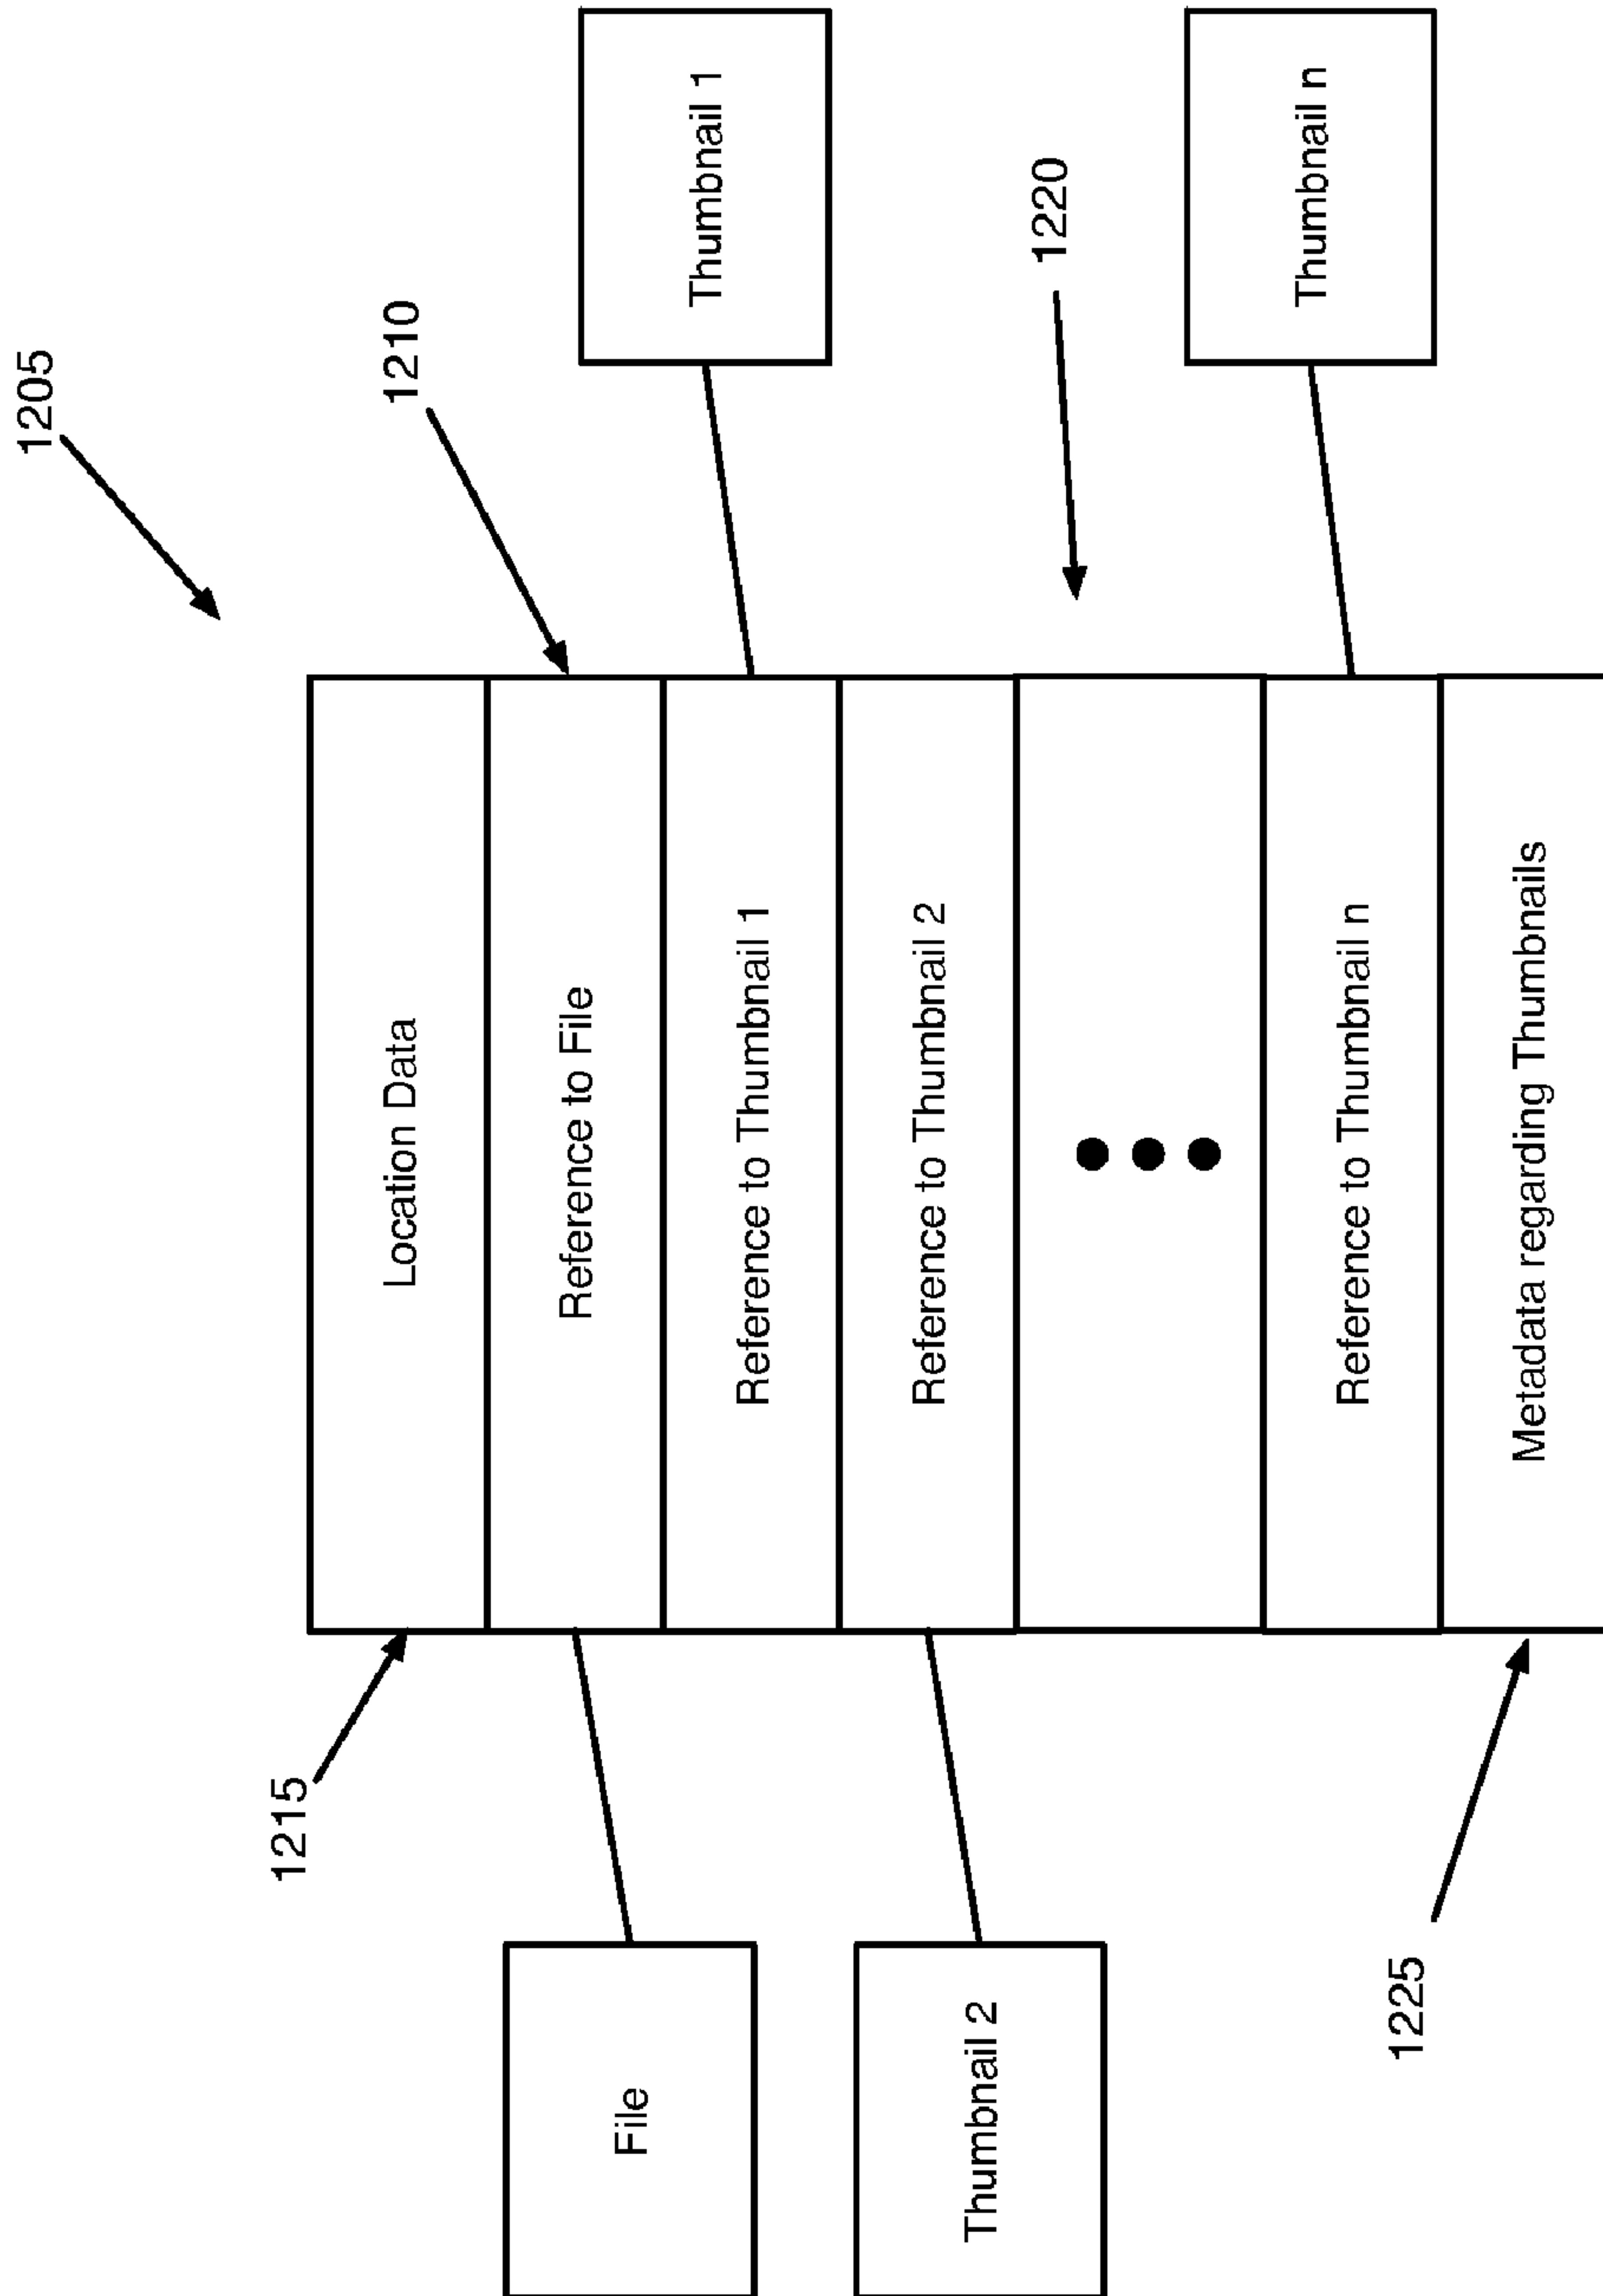 1205
1210
1215
Location Data
Reference to File
File
Reference to Thumbnail 1
Thumbnail 1
Reference to Thumbnail 2
Thumbnail 2
1220
Reference to Thumbnail n
Thumbnail n
Metadata regarding Thumbnails
1225